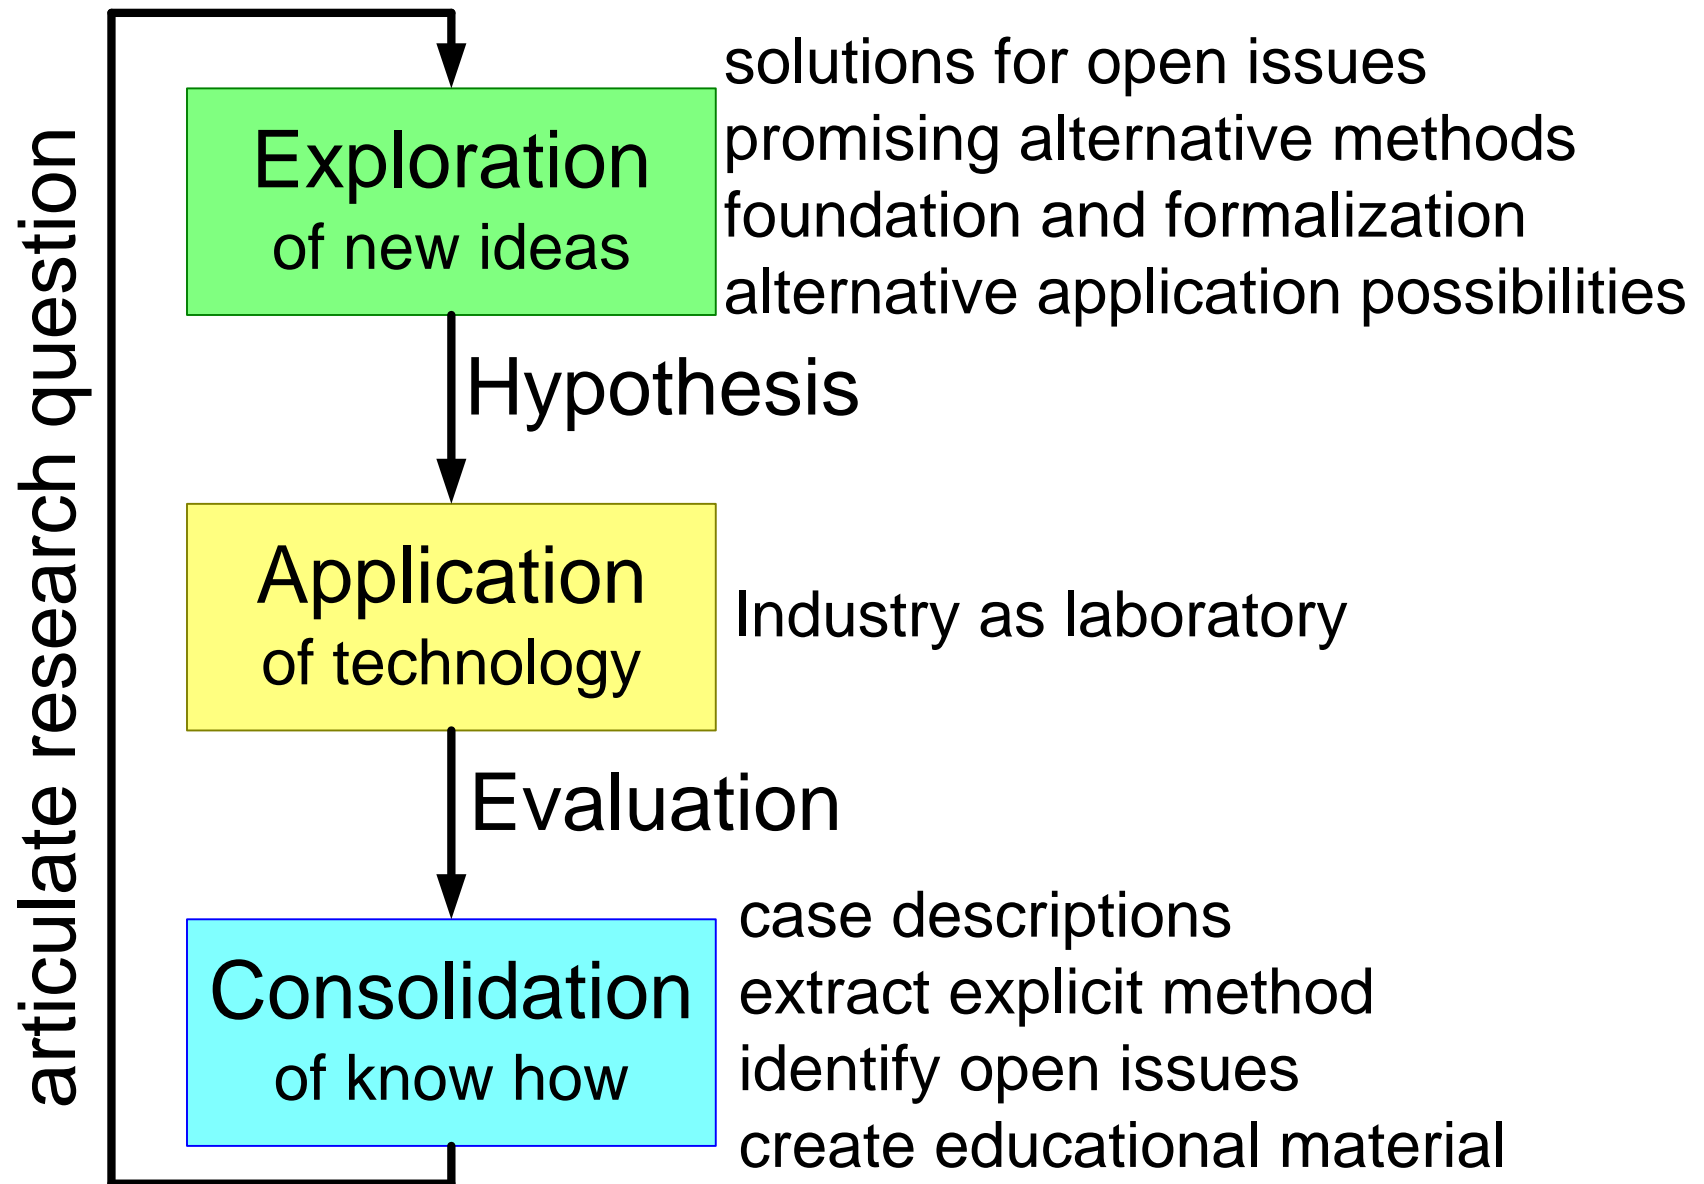 articulate research question
Exploration
of new ideas
solutions for open issues
promising alternative methods
foundation and formalization
alternative application possibilities
Hypothesis
Application
of technology
Industry as laboratory
Evaluation
Consolidation
of know how
case descriptions
extract explicit method
identify open issues
create educational material